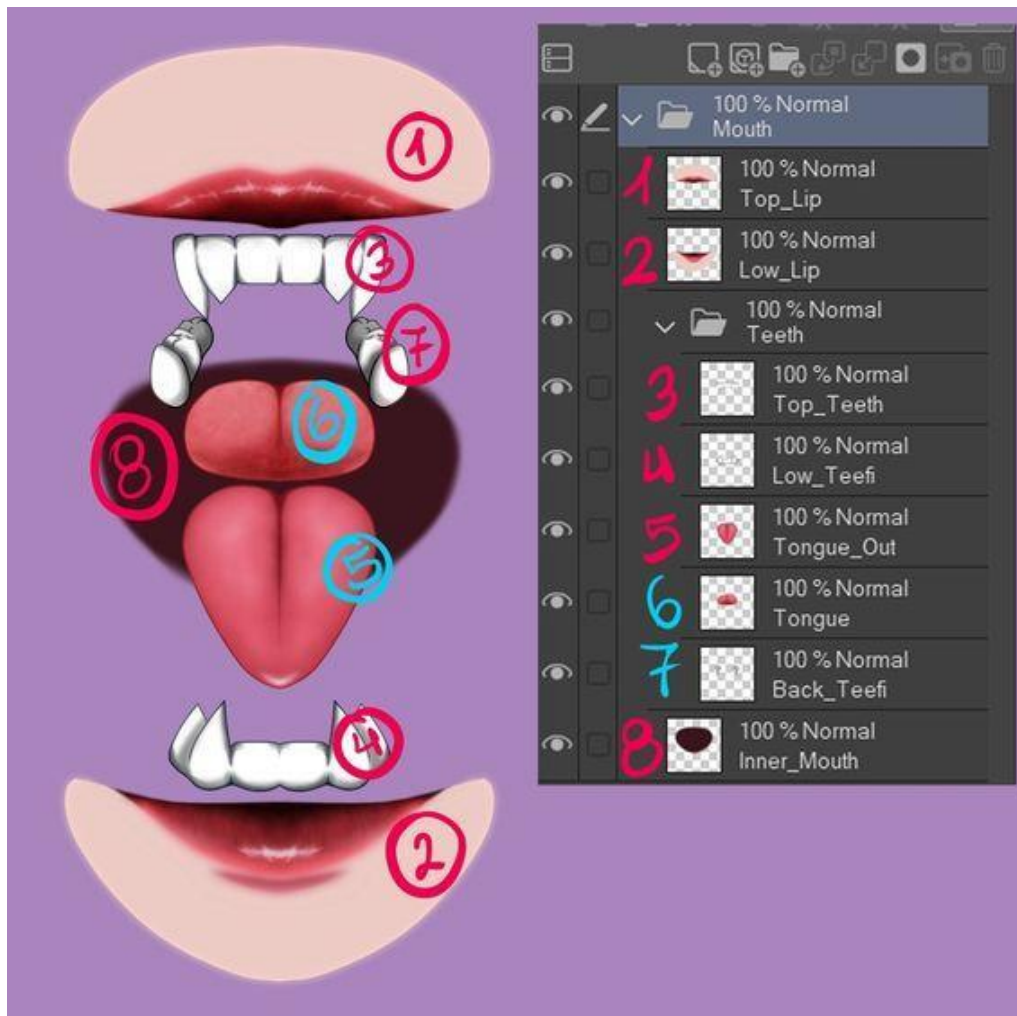 1
3
7
6
8
5
4
2
100 % Normal
Mouth
1
100 % Normal
Top_Lip
2
100 % Normal
Low_Lip
100 % Normal
Teeth
3
100 % Normal
Top_Teeth
4
100 % Normal
Low_Teefi
5
100 % Normal
Tongue_Out
6
100 % Normal
Tongue
7
100 % Normal
Back_Teefi
8
100 % Normal
Inner_Mouth